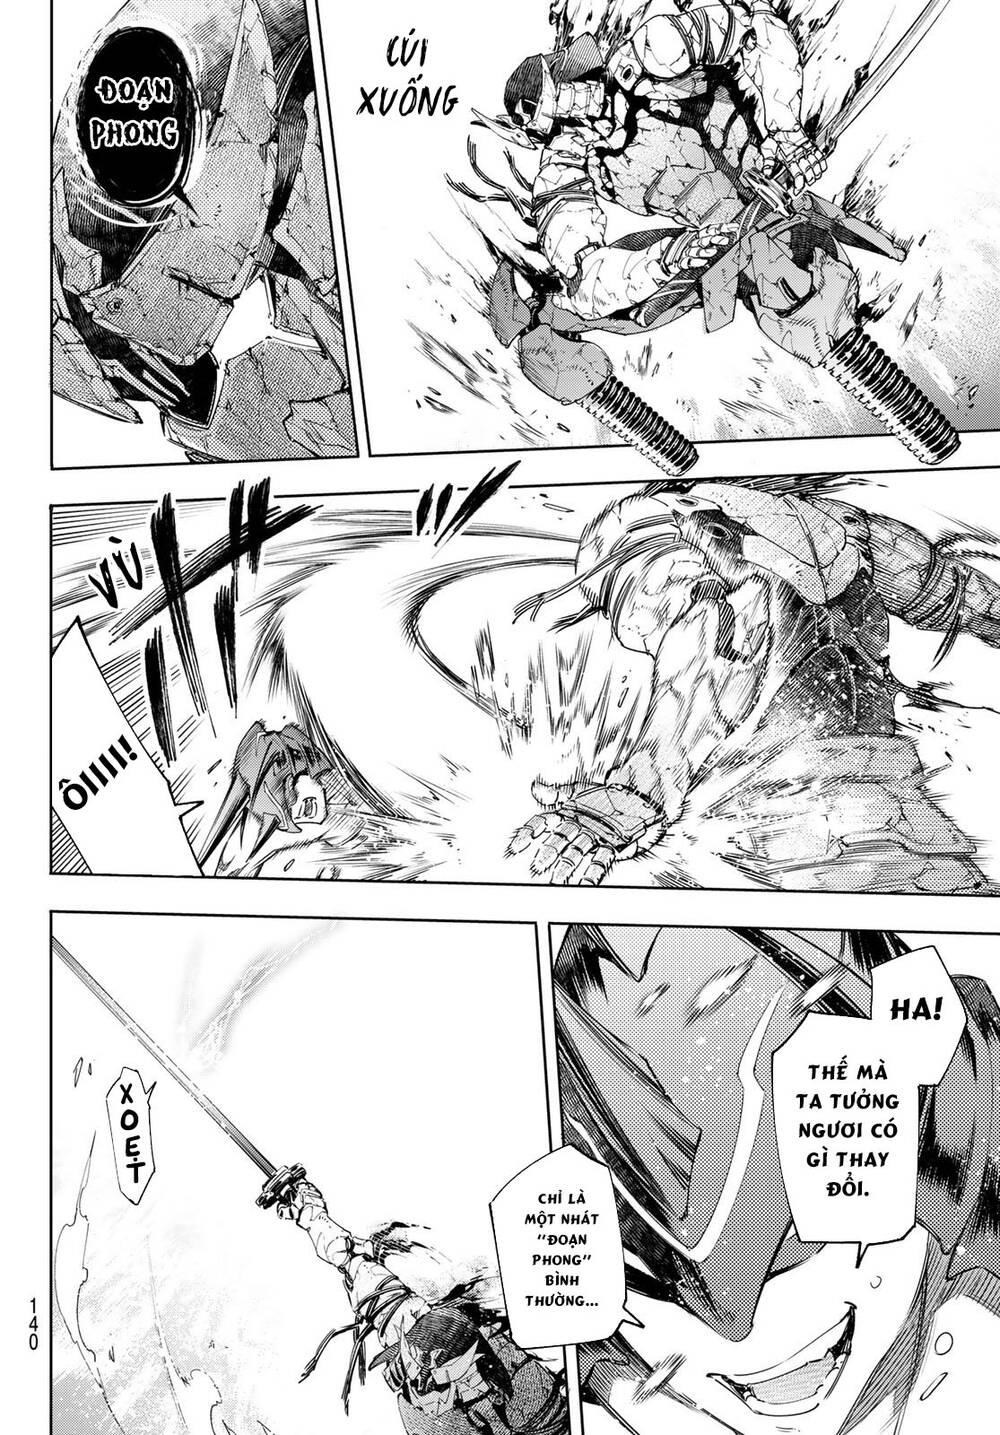 CÚI
XUỐNG
ĐOẠN
PHONG
VÙ
ÔIIIII!
HA!
THẾ MÀ
TA TƯỞNG
NGƯƠI CÓ
GÌ THAY
ĐỔI.
CHỈ LÀ
MỘT NHÁT
"ĐOẠN
PHONG"
BÌNH
THƯỜNG...
XOẸT
140